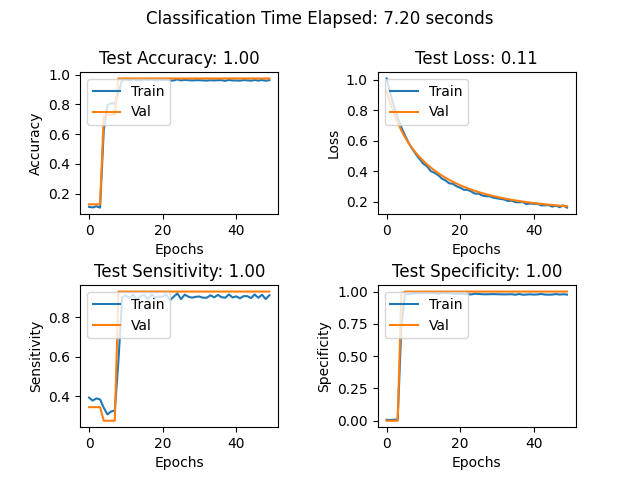 Classification Time Elapsed: 7.20 seconds
Test Accuracy: 1.00
1.0
0.8
0.6
0.4
0.2
Accuracy
Train
Val
0
20
40
Epochs
Test Loss: 0.11
1.0
0.8
0.6
0.4
0.2
Loss
Train
Val
0
20
40
Epochs
Test Sensitivity: 1.00
0.8
0.6
0.4
Sensitivity
Train
Val
0
20
40
Epochs
Test Specificity: 1.00
1.00
0.75
0.50
0.25
0.00
Specificity
Train
Val
0
20
40
Epochs